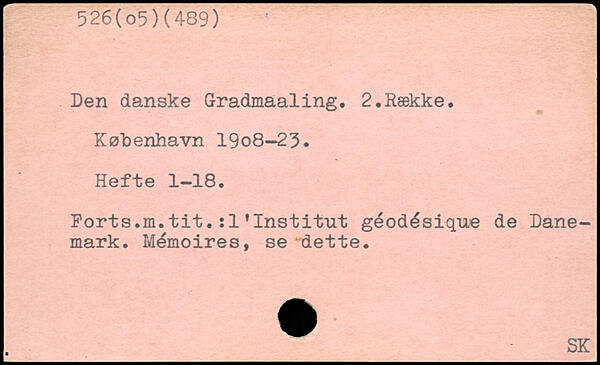 526(o5)(489)
Den danske Gradmaaling. 2.Række.
København 19o8-23.
Hefte 1-18.
Forts.m.tit.:l'Institut géodésique de Dane-
mark. Mémoires, se dette.
SK